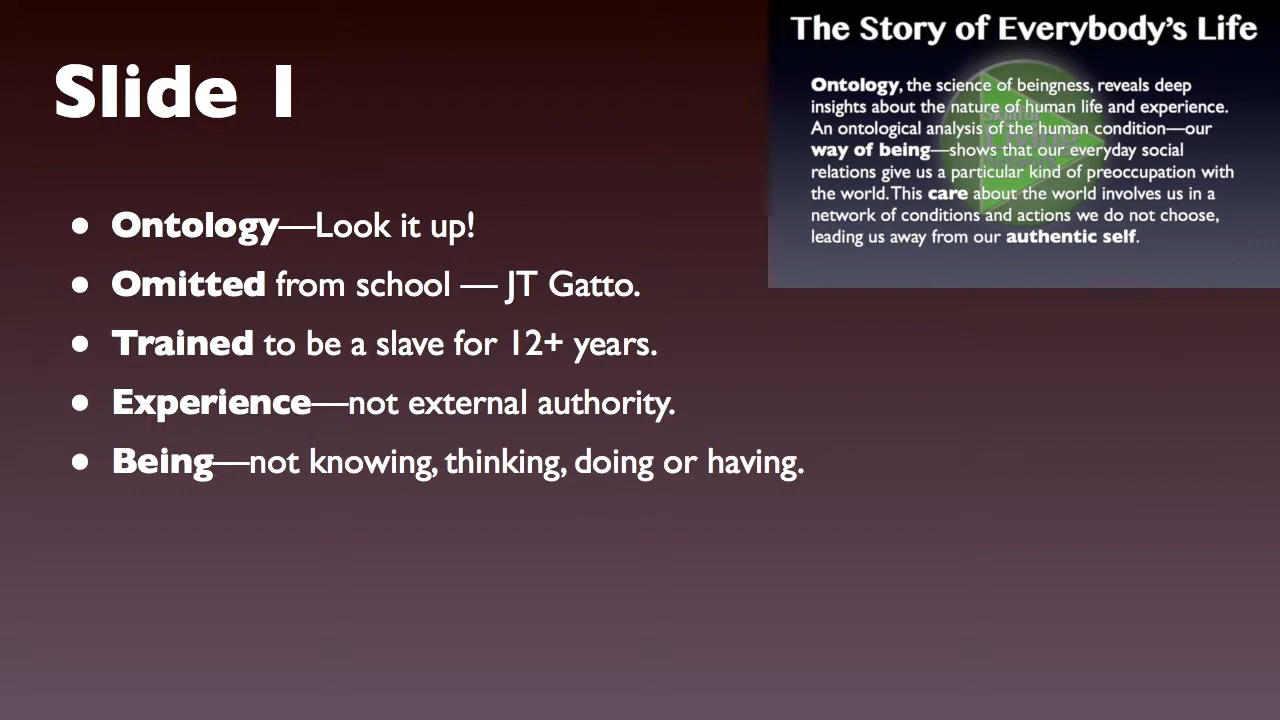 Slide 1
• Ontology—Look it up!
• Omitted from school — JT Gatto.
• Trained to be a slave for 12+ years.
• Experience—not external authority.
• Being—not knowing, thinking, doing or having.
The Story of Everybody's Life
Ontology, the science of beingness, reveals deep
insights about the nature of human life and experience.
An ontological analysis of the human condition—our
way of being—shows that our everyday social
relations give us a particular kind of preoccupation with
the world. This care about the world involves us in a
network of conditions and actions we do not choose,
leading us away from our authentic self.